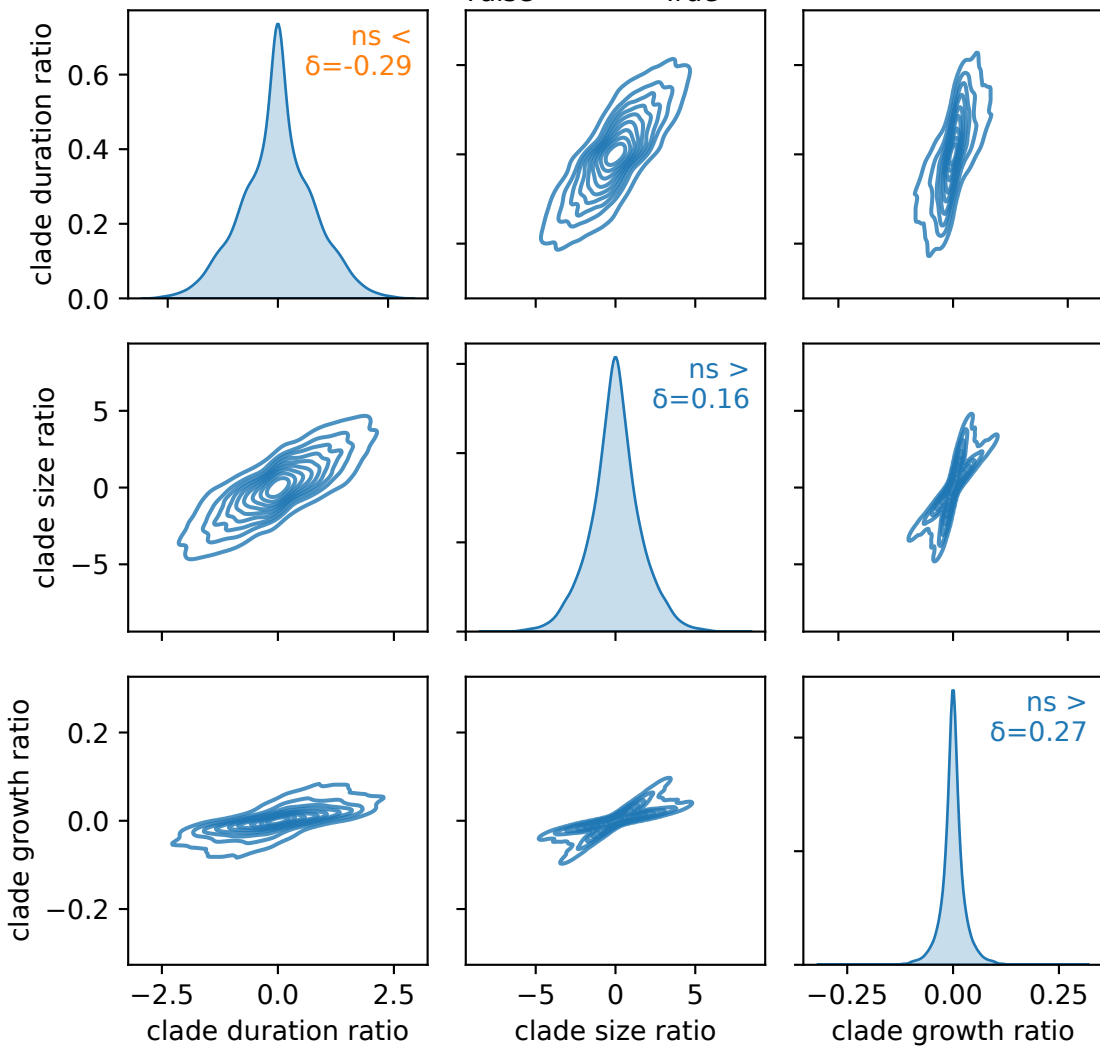 clade duration ratio
0.6
0.4
0.2
0.0
ns <
δ=-0.29
clade size ratio
5
0
−5
ns >
δ=0.16
clade growth ratio
0.2
0.0
−0.2
ns >
δ=0.27
−2.5
0.0
2.5
−5
0
5
−0.25
0.00
0.25
clade duration ratio
clade size ratio
clade growth ratio